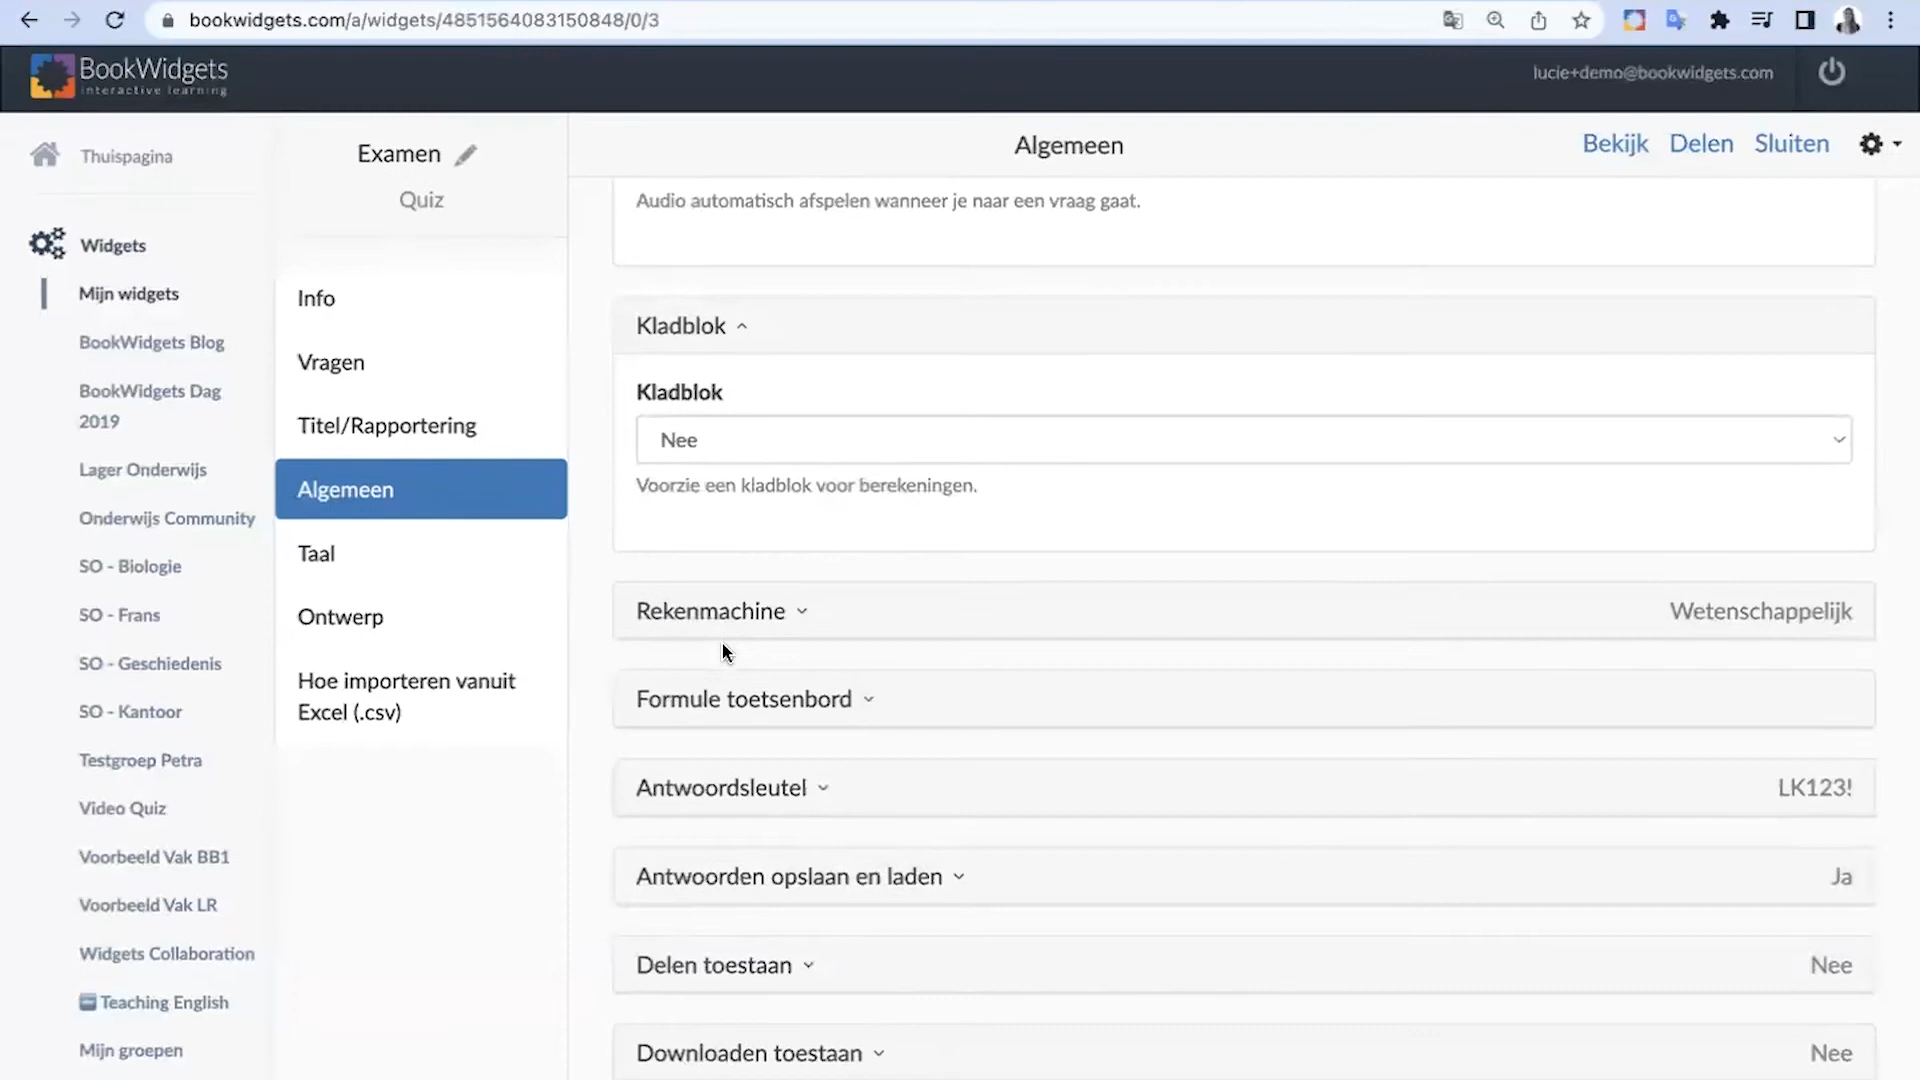 bookwidgets.com/a/widgets/4851564083150848/0/3
BookWidgets
interactive learning
lucie+demo@bookwidgets.com
Thuispagina
Widgets
Mijn widgets
BookWidgets Blog
BookWidgets Dag
2019
Lager Onderwijs
Onderwijs Community
SO - Biologie
SO - Frans
SO - Geschiedenis
SO - Kantoor
Testgroep Petra
Video Quiz
Voorbeeld Vak BB1
Voorbeeld Vak LR
Widgets Collaboration
Teaching English
Mijn groepen
Examen
Quiz
Info
Vragen
Titel/Rapportering
Algemeen
Taal
Ontwerp
Hoe importeren vanuit
Excel (.csv)
Algemeen
Bekijk Delen Sluiten
Audio automatisch afspelen wanneer je naar een vraag gaat.
Kladblok
Kladblok
Nee
Voorzie een kladblok voor berekeningen.
Rekenmachine Wetenschappelijk
Formule toetsenbord
Antwoordsleutel LK123!
Antwoorden opslaan en laden Ja
Delen toestaan Nee
Downloaden toestaan Nee